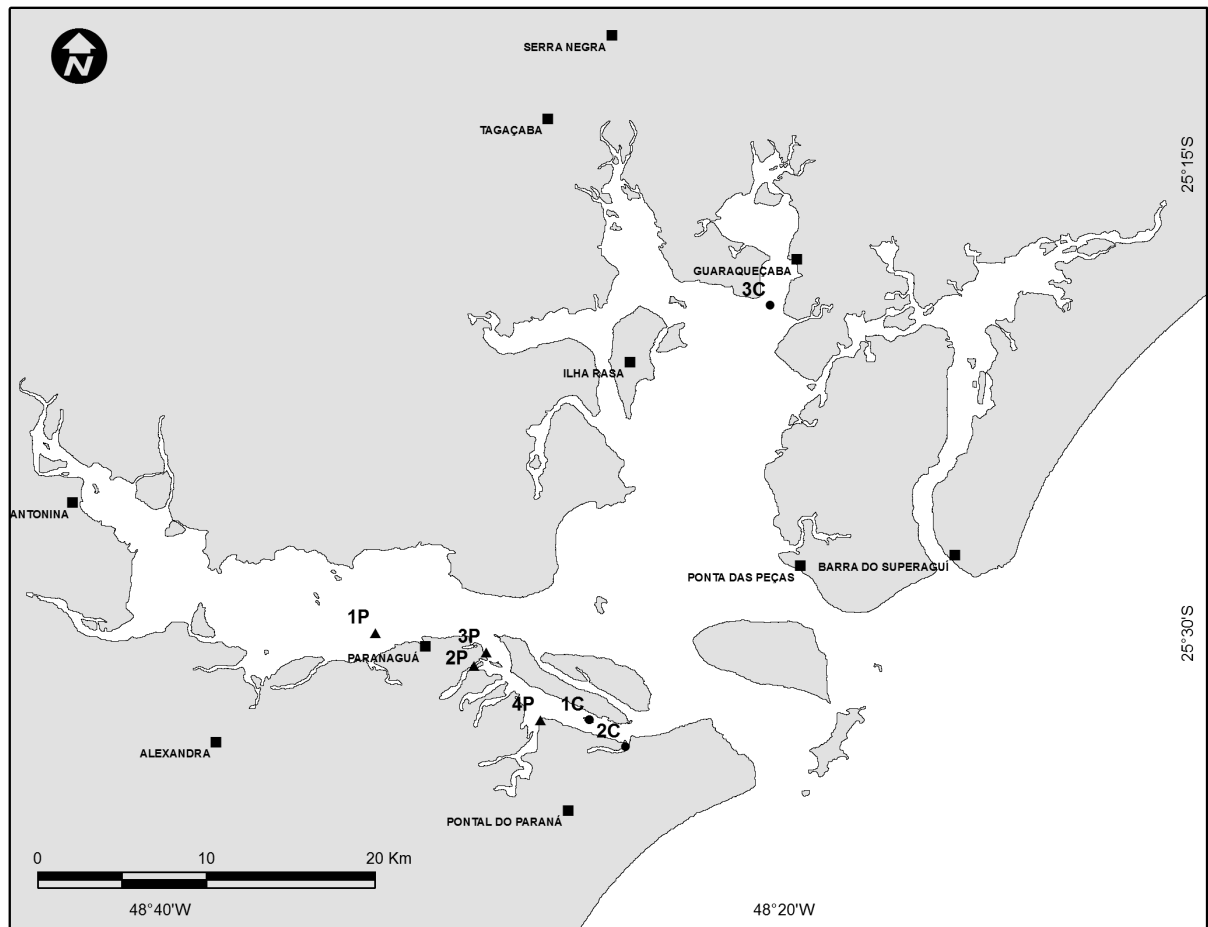 N
SERRA NEGRA
TAGAÇABA
25°15'S
GUARAQUEÇABA
3C
ILHA RASA
ANTONINA
PONTA DAS PEÇAS
BARRA DO SUPERAGUÍ
1P
PARANAGUÁ
3P
2P
25°30'S
4P
1C
2C
ALEXANDRA
PONTAL DO PARANÁ
0 10 20 Km
48°40'W
48°20'W